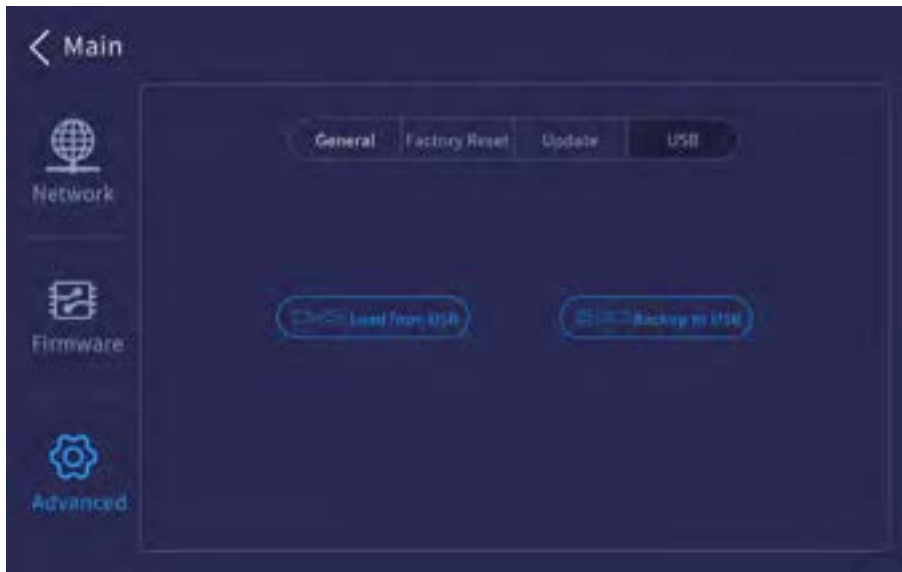 Main
General
Factory Reset
Update
USB
Network
Load from USB
Backup to USB
Firmware
Advanced